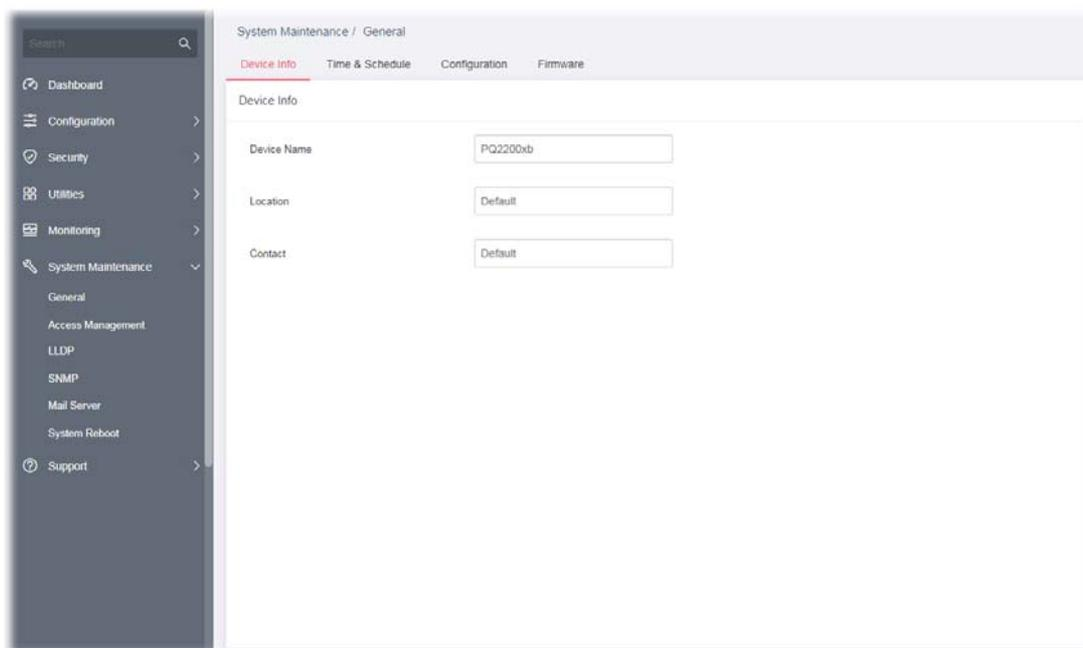 Search
Dashboard
Configuration
Security
Utilities
Monitoring
System Maintenance
General
Access Management
LLDP
SNMP
Mail Server
System Reboot
Support
System Maintenance / General
Device Info Time & Schedule Configuration Firmware
Device Info
Device Name PQ2200xb
Location Default
Contact Default